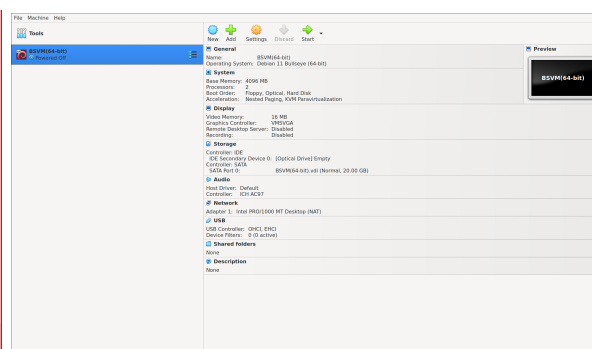 File Machine Help
Tools
New Add Settings Discard Start
BSVM(64-bit)
Powered Off
General
Name: BSVM(64-bit)
Operating System: Debian 11 Bullseye (64-bit)
System
Base Memory: 4096 MB
Processors: 2
Boot Order: Floppy, Optical, Hard Disk
Acceleration: Nested Paging, KVM Paravirtualization
Display
Video Memory: 16 MB
Graphics Controller: VMSVGA
Remote Desktop Server: Disabled
Recording: Disabled
Storage
Controller: IDE
IDE Secondary Device 0: [Optical Drive] Empty
Controller: SATA
SATA Port 0: BSVM(64-bit).vdi (Normal, 20.00 GB)
Audio
Host Driver: Default
Controller: ICH AC97
Network
Adapter 1: Intel PRO/1000 MT Desktop (NAT)
USB
USB Controller: OHCI, EHCI
Device Filters: 0 (0 active)
Shared folders
None
Description
None
Preview
BSVM(64-bit)